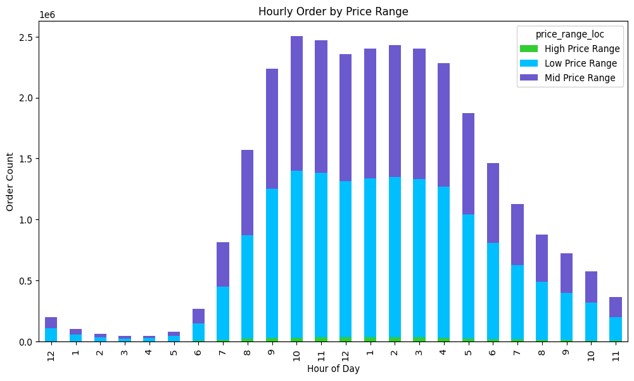 Hourly Order by Price Range
1e6
price_range_loc
High Price Range
Low Price Range
Mid Price Range
2.5
2.0
1.5
1.0
0.5
0.0
Order Count
12 1 2 3 4 5 6 7 8 9 10 11 12 1 2 3 4 5 6 7 8 9 10 11
Hour of Day